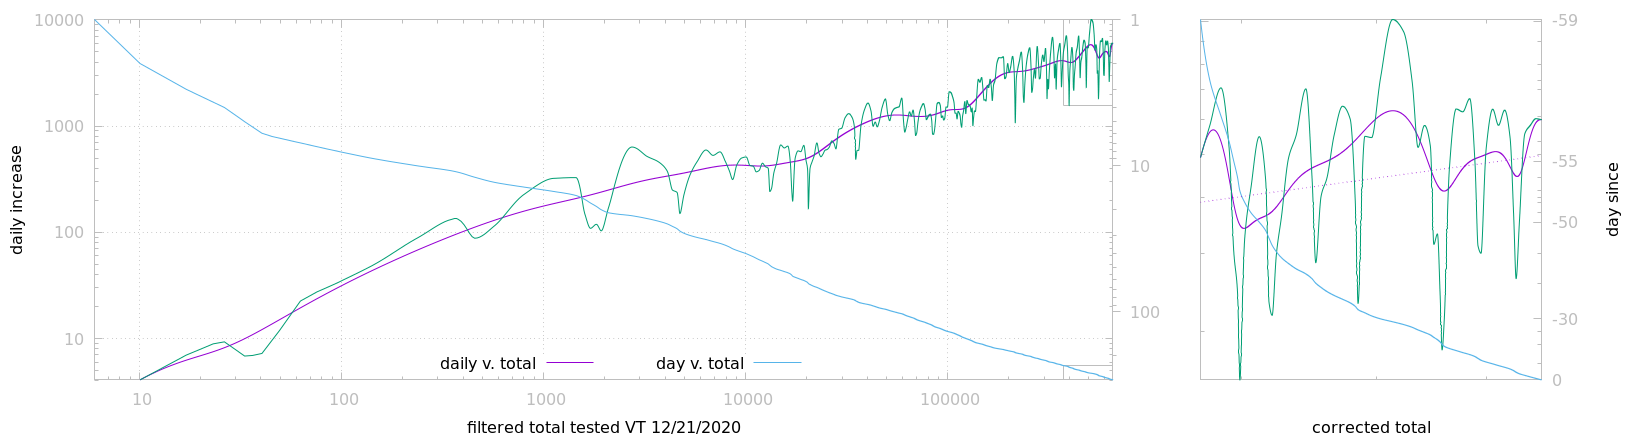 10000
1000
100
10
daily increase
10
100
1000
10000
100000
1
10
100
daily v. total
day v. total
filtered total tested VT 12/21/2020
-59
-55
-50
-30
0
day since
corrected total